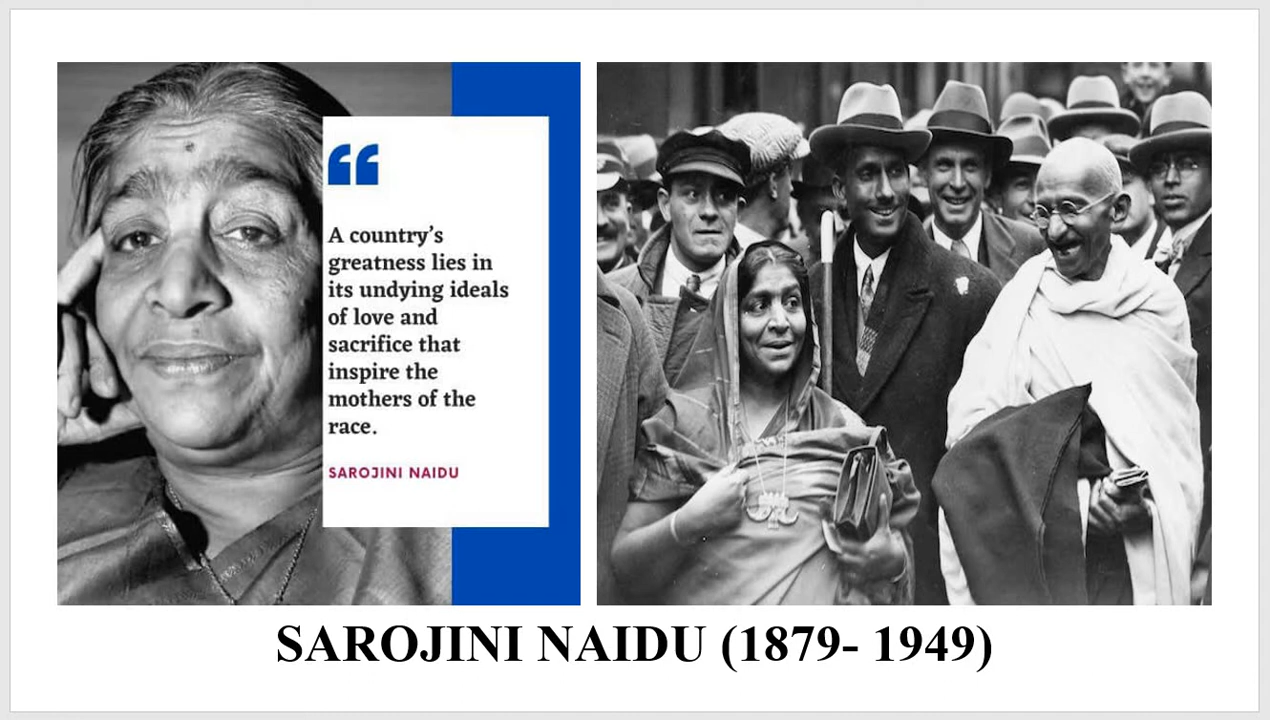 “
A country’s
greatness lies in
its undying ideals
of love and
sacrifice that
inspire the
mothers of the
race.
SAROJINI NAIDU
SAROJINI NAIDU (1879- 1949)